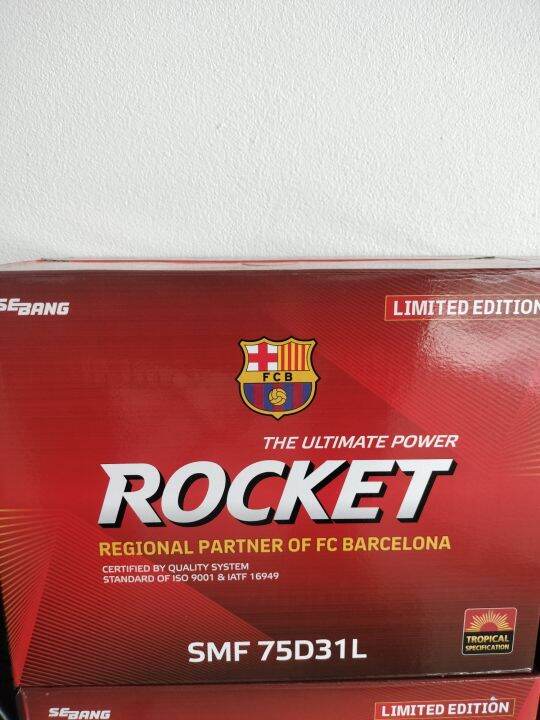 SEBANG
LIMITED EDITION
FCB
THE ULTIMATE POWER
ROCKET
REGIONAL PARTNER OF FC BARCELONA
CERTIFIED BY QUALITY SYSTEM
STANDARD OF ISO 9001 & IATF 16949
TROPICAL
SPECIFICATION
SMF 75D31L
SEBANG
LIMITED EDITION